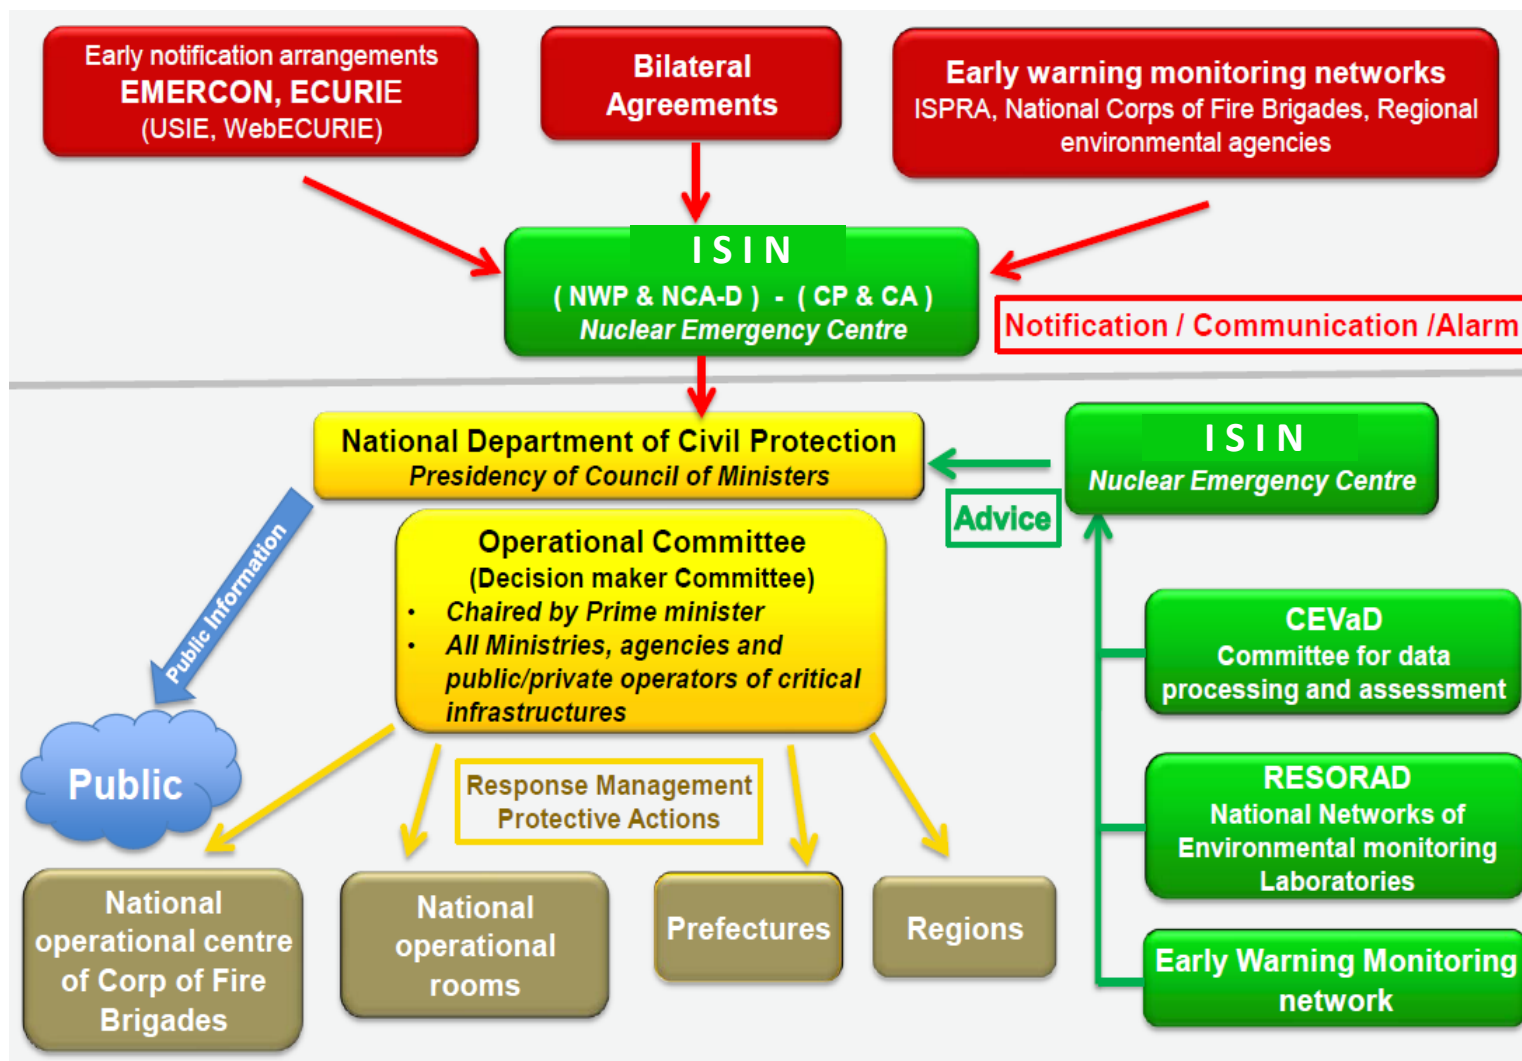 Early notification arrangements
EMERCON, ECURIE
(USIE, WebECURIE)
Bilateral
Agreements
Early warning monitoring networks
ISPRA, National Corps of Fire Brigades, Regional
environmental agencies
I S I N
( NWP & NCA-D ) - ( CP & CA )
Nuclear Emergency Centre
Notification / Communication /Alarm
National Department of Civil Protection
Presidency of Council of Ministers
I S I N
Nuclear Emergency Centre
Advice
Operational Committee
(Decision maker Committee)
• Chaired by Prime minister
• All Ministries, agencies and
public/private operators of critical
infrastructures
Public Information
Public
CEVaD
Committee for data
processing and assessment
Response Management
Protective Actions
RESORAD
National Networks of
Environmental monitoring
Laboratories
National
operational centre
of Corp of Fire
Brigades
National
operational
rooms
Prefectures
Regions
Early Warning Monitoring
network